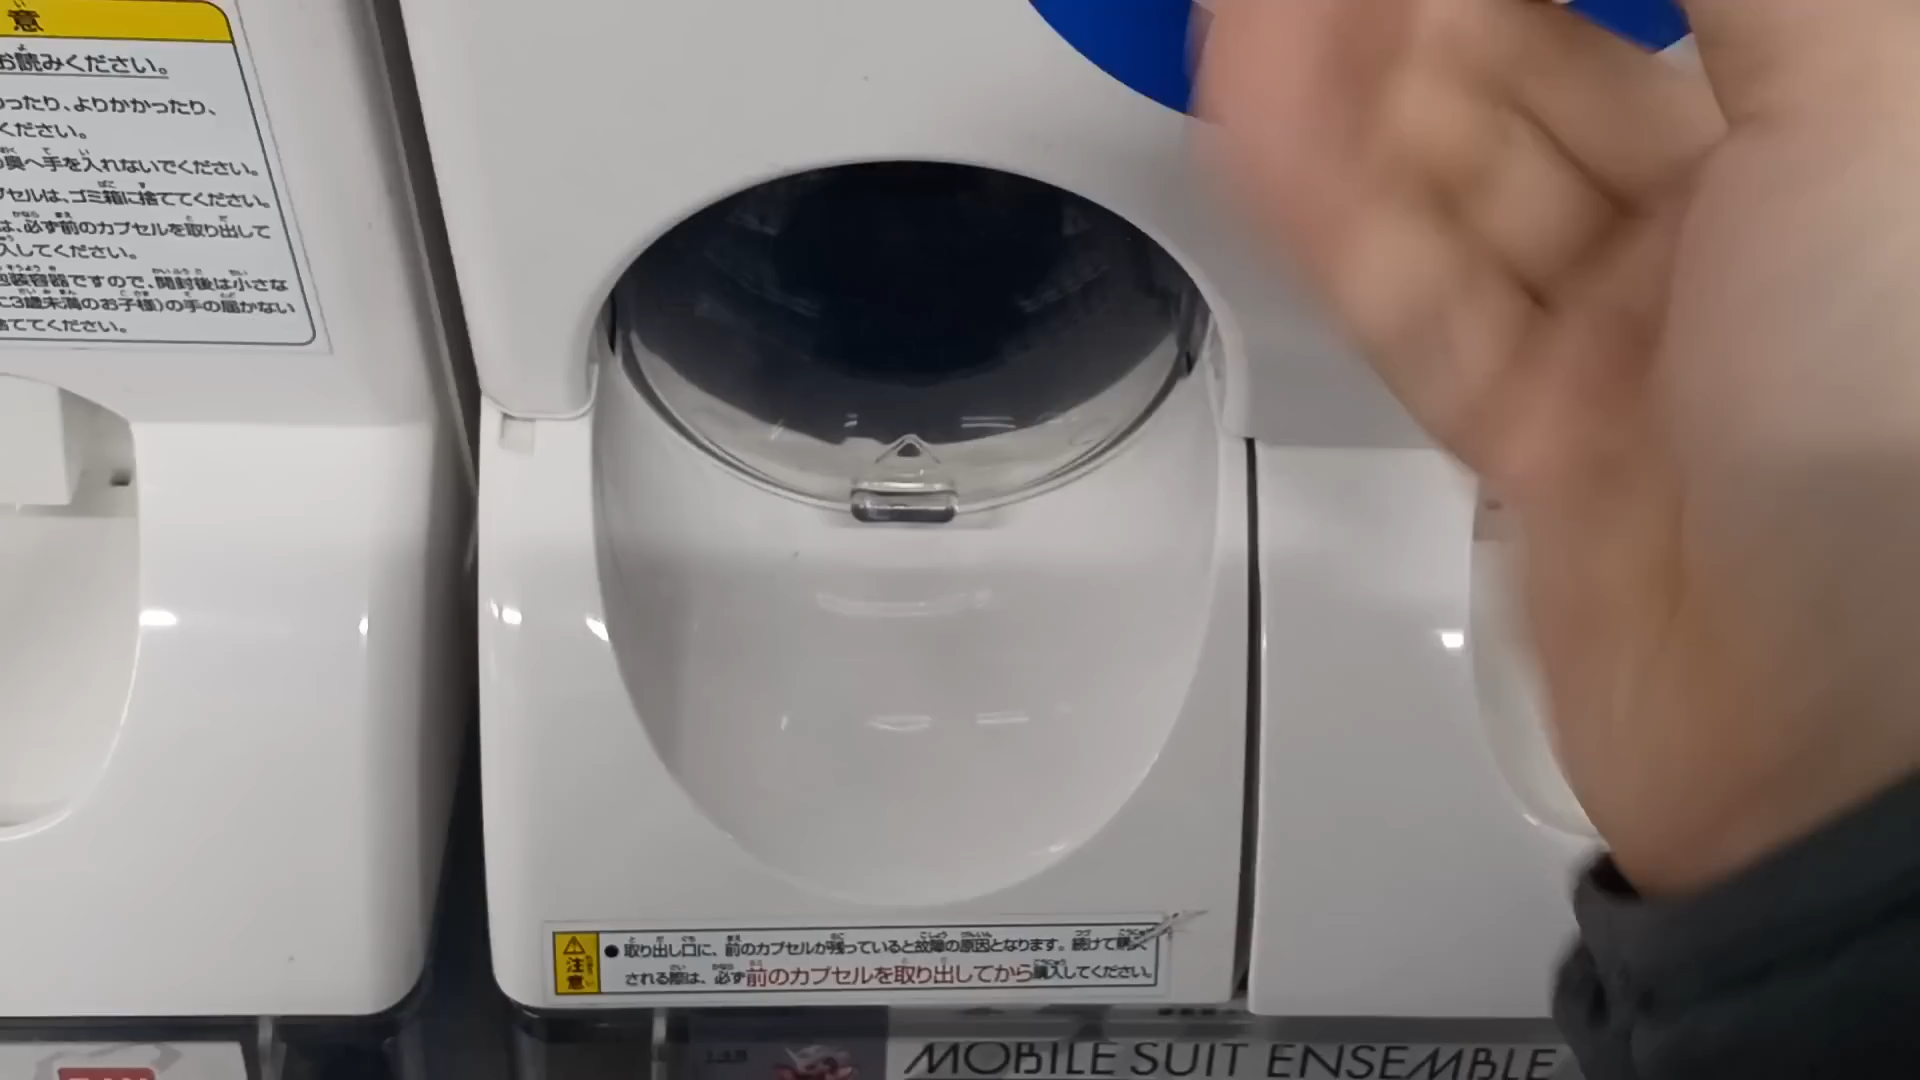 意
お読みください。
ったり、よりかかったり、
ください。
奥へ手を入れないでください。
セルは、ゴミ箱に捨ててください。
は、必ず前のカプセルを取り出して
入してください。
包装容器ですので、開封後は小さな
に3歳未満のお子様)の手の届かない
捨ててください。
注意
●取り出し口に、前のカプセルが残っていると故障の原因となります。続けて購入
される際は、必ず前のカプセルを取り出してから購入してください。
MOBILE SUIT ENSEMBLE